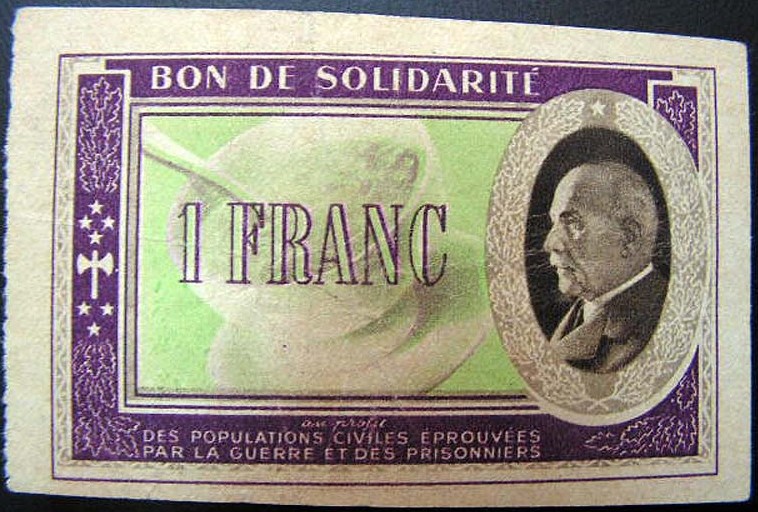 BON DE SOLIDARITÉ
1 FRANC
au profit
DES POPULATIONS CIVILES ÉPROUVÉES
PAR LA GUERRE ET DES PRISONNIERS